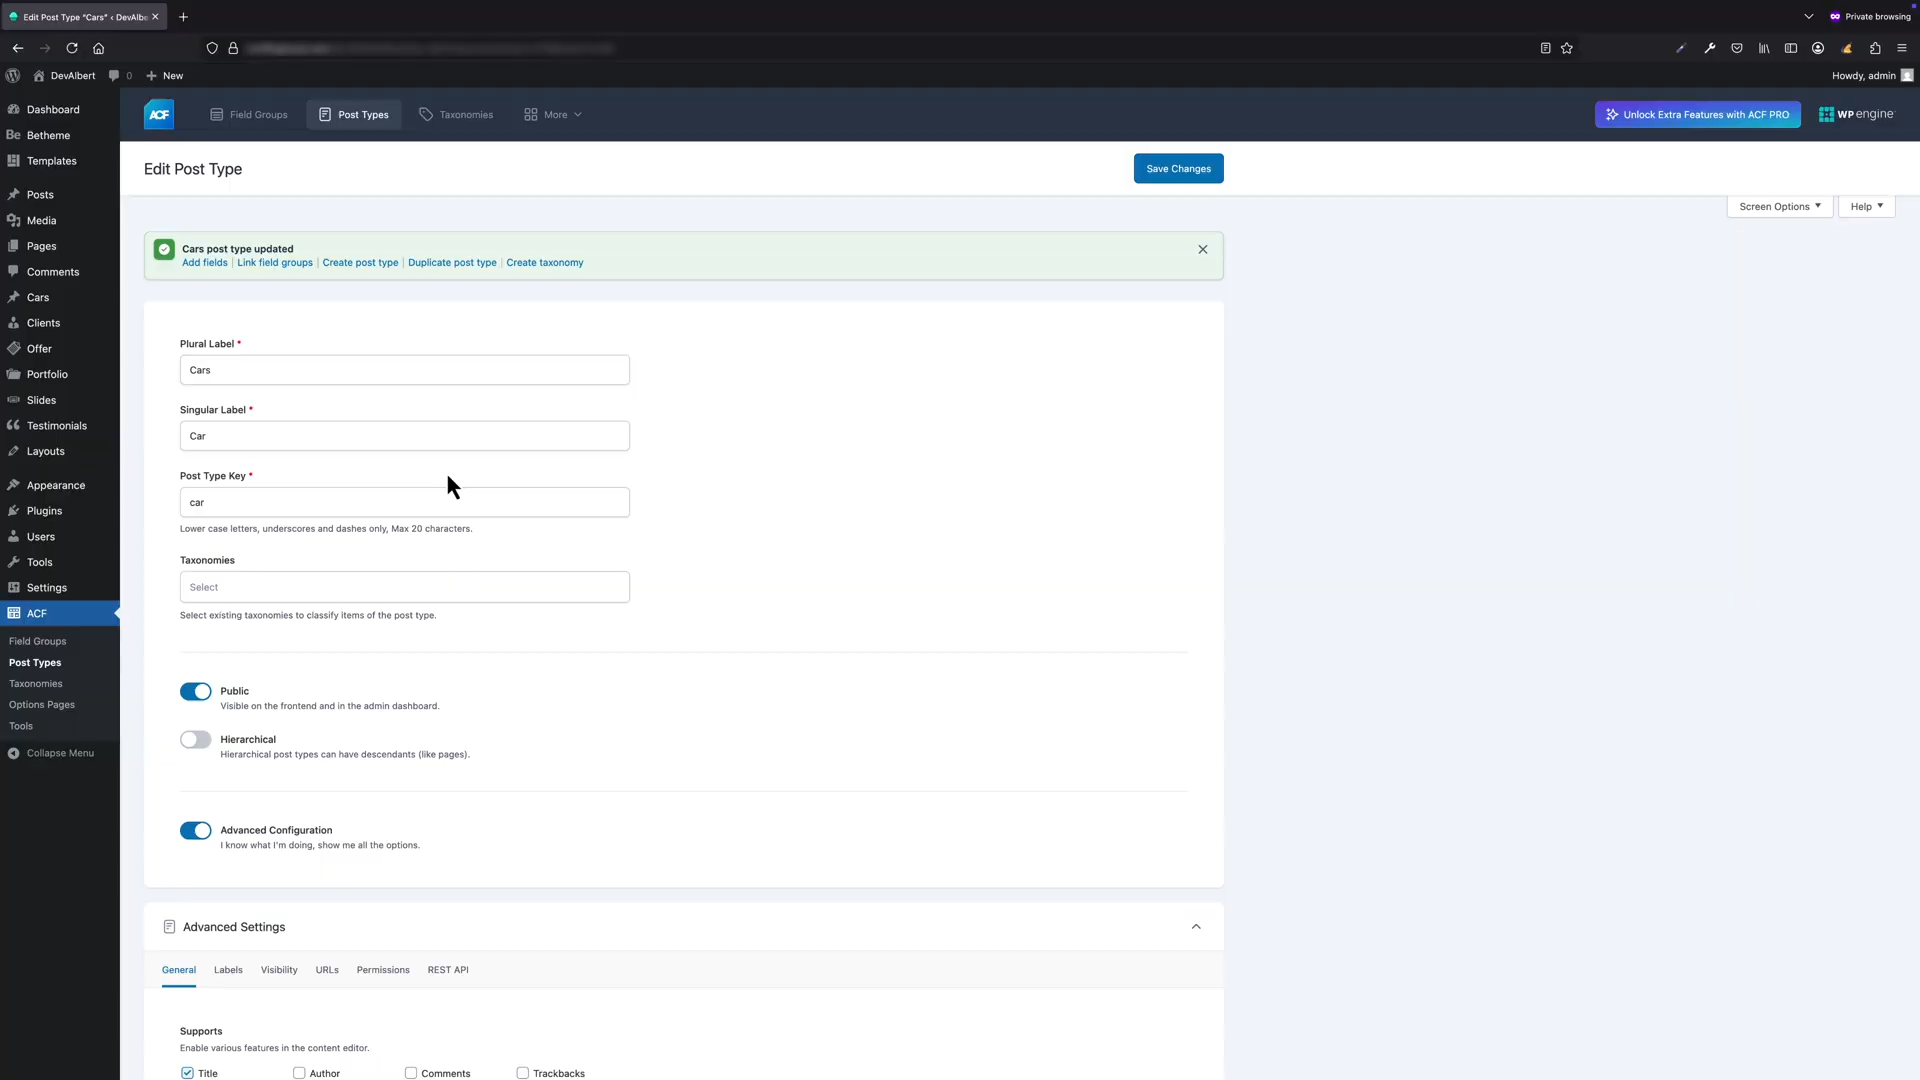 Edit Post Type "Cars" ‹ DevAlbe
Private browsing
DevAlbert
0
New
Howdy, admin
Dashboard
Betheme
Templates
Posts
Media
Pages
Comments
Cars
Clients
Offer
Portfolio
Slides
Testimonials
Layouts
Appearance
Plugins
Users
Tools
Settings
ACF
Field Groups
Post Types
Taxonomies
Options Pages
Tools
Collapse Menu
ACF
Field Groups
Post Types
Taxonomies
More
Unlock Extra Features with ACF PRO
WP engine
Edit Post Type
Save Changes
Screen Options
Help
Cars post type updated
Add fields | Link field groups | Create post type | Duplicate post type | Create taxonomy
Plural Label *
Cars
Singular Label *
Car
Post Type Key *
car
Lower case letters, underscores and dashes only, Max 20 characters.
Taxonomies
Select
Select existing taxonomies to classify items of the post type.
Public
Visible on the frontend and in the admin dashboard.
Hierarchical
Hierarchical post types can have descendants (like pages).
Advanced Configuration
I know what I'm doing, show me all the options.
Advanced Settings
General Labels Visibility URLs Permissions REST API
Supports
Enable various features in the content editor.
Title Author Comments Trackbacks